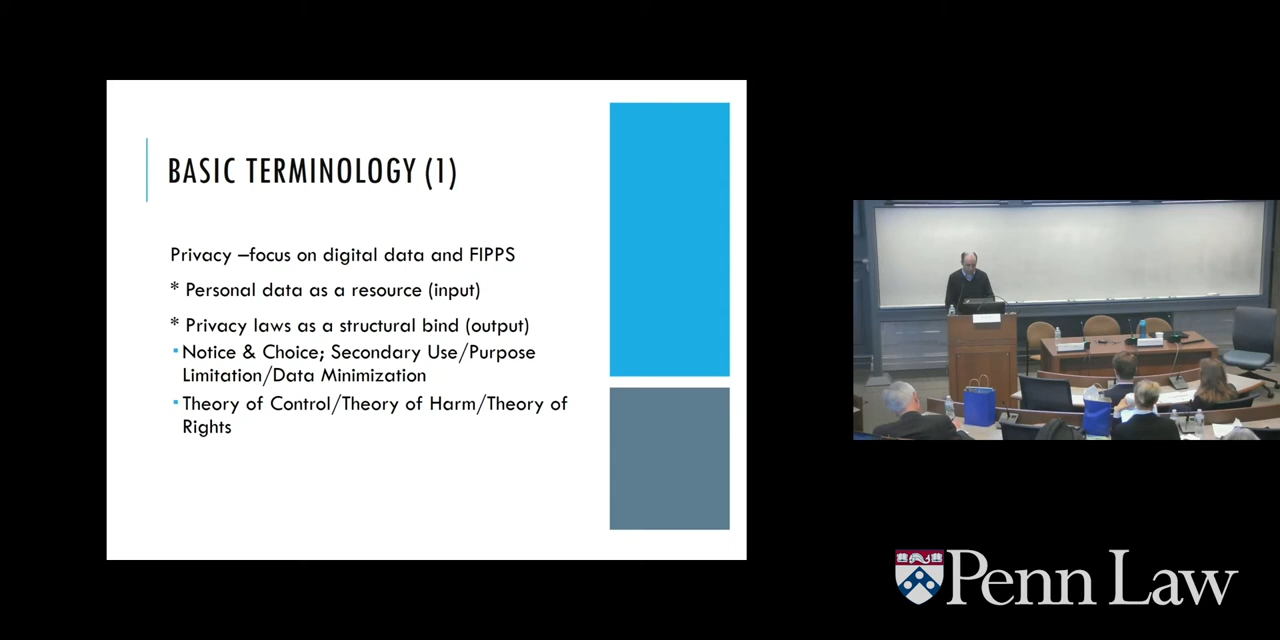 BASIC TERMINOLOGY (1)
Privacy –focus on digital data and FIPPS
* Personal data as a resource (input)
* Privacy laws as a structural bind (output)
▪ Notice & Choice; Secondary Use/Purpose
Limitation/Data Minimization
▪ Theory of Control/Theory of Harm/Theory of
Rights
Penn Law